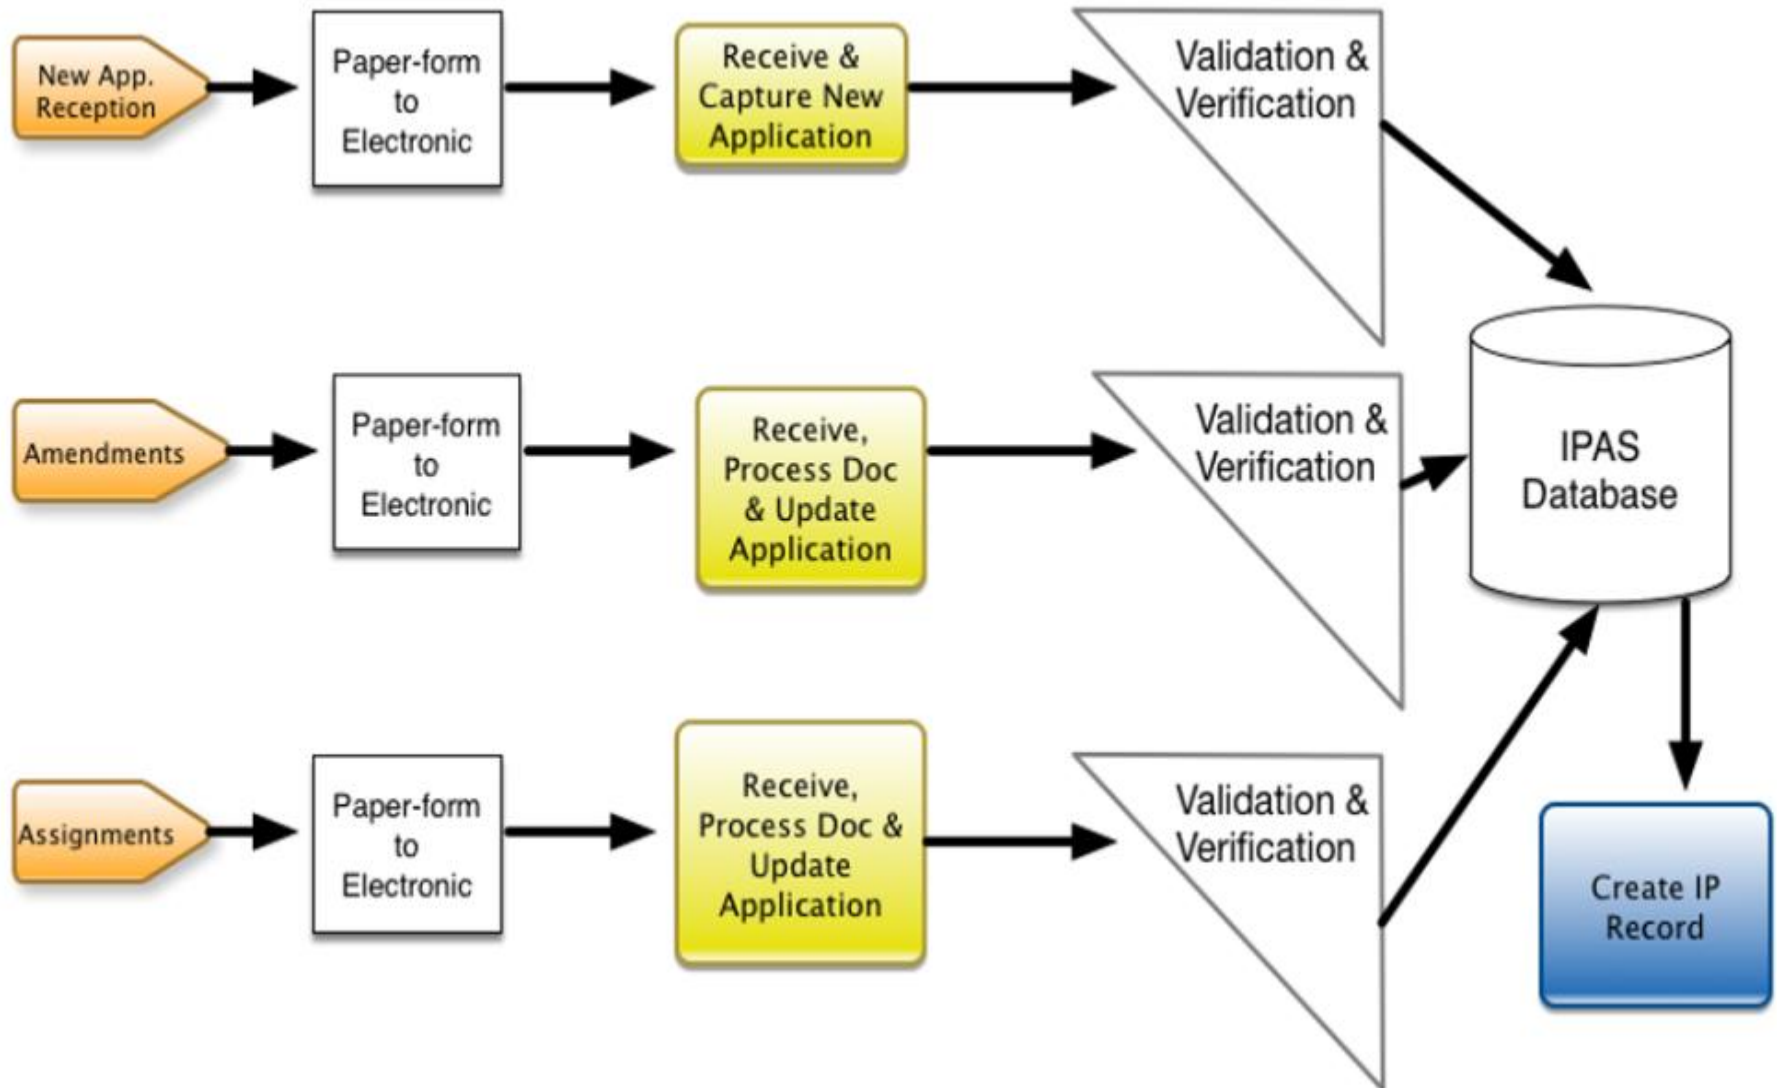 New App.
Reception
Paper-form
to
Electronic
Receive &
Capture New
Application
Validation &
Verification
Amendments
Paper-form
to
Electronic
Receive,
Process Doc
& Update
Application
Validation &
Verification
IPAS
Database
Assignments
Paper-form
to
Electronic
Receive,
Process Doc &
Update
Application
Validation &
Verification
Create IP
Record